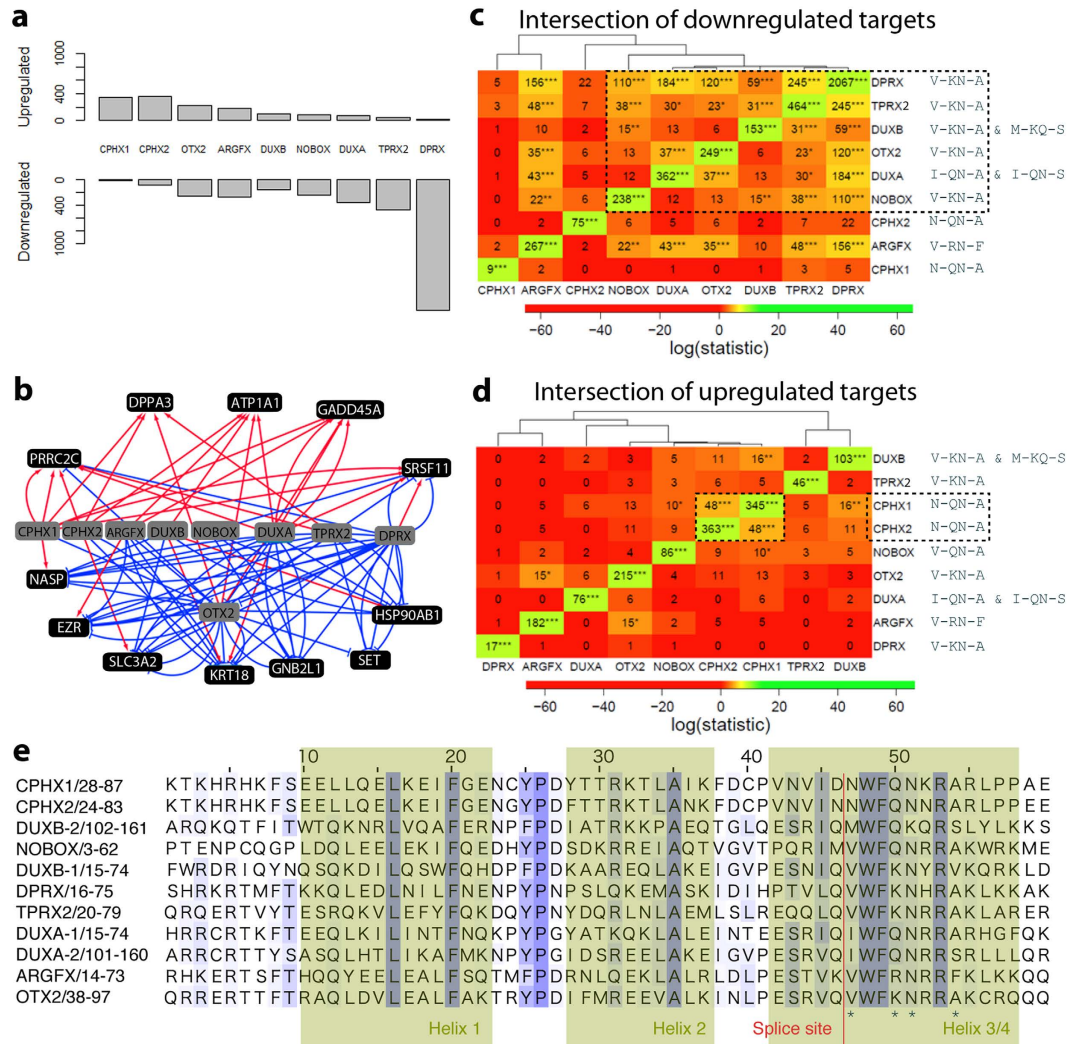 a
1000
400
0
Upregulated
CPHX1 CPHX2 OTX2 ARGFX DUXB NOBOX DUXA TPRX2 DPRX
0
400
1000
Downregulated
b
DPPA3 ATP1A1 GADD45A
PRRC2C SRSF11
CPHX1 CPHX2 ARGFX DUXB NOBOX DUXA TPRX2 DPRX
NASP
OTX2
HSP90AB1
EZR
SLC3A2 KRT18 GNB2L1 SET
c Intersection of downregulated targets
5 156*** 22 110*** 184*** 120*** 59*** 245*** 2067*** DPRX V-KN-A
3 48*** 7 38*** 30* 23* 31*** 464*** 245*** TPRX2 V-KN-A
1 10 2 15** 13 6 153*** 31*** 59*** DUXB V-KN-A & M-KQ-S
0 35*** 6 13 37*** 249*** 6 23* 120*** OTX2 V-KN-A
1 43*** 5 12 362*** 37*** 13 30* 184*** DUXA I-QN-A & I-QN-S
0 22** 6 238*** 12 13 15** 38*** 110*** NOBOX V-KN-A
0 2 75*** 6 5 6 2 7 22 CPHX2 N-QN-A
2 267*** 2 22** 43*** 35*** 10 48*** 156*** ARGFX V-RN-F
9*** 2 0 0 1 0 1 3 5 CPHX1 N-QN-A
CPHX1 ARGFX CPHX2 NOBOX DUXA OTX2 DUXB TPRX2 DPRX
−60 −40 −20 0 20 40 60
log(statistic)
d Intersection of upregulated targets
0 2 2 3 5 11 16** 2 103*** DUXB V-KN-A & M-KQ-S
0 0 0 3 3 6 5 46*** 2 TPRX2 V-KN-A
0 5 6 13 10* 48*** 345*** 5 16** CPHX1 N-QN-A
0 5 0 11 9 363*** 48*** 6 11 CPHX2 N-QN-A
1 2 2 4 86*** 9 10* 3 5 NOBOX V-QN-A
1 15* 6 215*** 4 11 13 3 3 OTX2 V-KN-A
0 0 76*** 6 2 0 6 0 2 DUXA I-QN-A & I-QN-S
1 182*** 0 15* 2 5 5 0 2 ARGFX V-RN-F
17*** 1 0 1 1 0 0 0 0 DPRX V-KN-A
DPRX ARGFX DUXA OTX2 NOBOX CPHX2 CPHX1 TPRX2 DUXB
−60 −40 −20 0 20 40 60
log(statistic)
e
10 20 30 40 50
CPHX1/28-87 KTKHRHKFSEELLQELKEIFGENCYPDYTTRKTLAIKFDCPVNVIDNWFQNKRARLPPAE
CPHX2/24-83 KTKHRHKFSEELLQELKEIFGENGYPDFTTRKTLANKFDCPVNVINNWFQNNRARLPPEE
DUXB-2/102-161 ARQKQTFITWTQKNRLVQAFERNPFPDIATRKKPAEQTGLQESRIQMWFQKQRSLYLKKS
NOBOX/3-62 PTENPCQGPLDQLEELEKIFQEDHYPDSDKRREIAQTVGVTPQRIMVWFQNRRAKWRKME
DUXB-1/15-74 FWRDRIQYNQSQKDILQSWFQHDPFPDKAAREQLAKEIGVPESNIQVWFKNYRVKQRKLD
DPRX/16-75 SHRKRTMFTKKQLEDLNILFNENPYPNPSLQKEMASKIDIHPTVLQVWFKNHRAKLKKAK
TPRX2/20-79 QRQERTVYTESRQKVLEFYFQKDQYPNYDQRLNLAEMLSLREQQLQVWFKNRRAKLARER
DUXA-1/15-74 HRRCRTKFTEEQLKILINTFNQKPYPGYATKQKLALEINTEESRIQIWFQNRRARHGFQK
DUXA-2/101-160 ARRCRTTYSASQLHTLIKAFMKNPYPGIDSREELAKEIGVPESRVQIWFQNRRSRLLLQR
ARGFX/14-73 RHKERTSFTHQQYEELEALFSQTMFPDRNLQEKLALRLDLPESTVKVWFRNRRFKLKKQQ
OTX2/38-97 QRRERTTFTRAQLDVLEALFAKTRYPDIFMREEVALKINLPESRVQVWFKNRRAKCRQQQ
* * * *
Helix 1 Helix 2 Splice site Helix 3/4